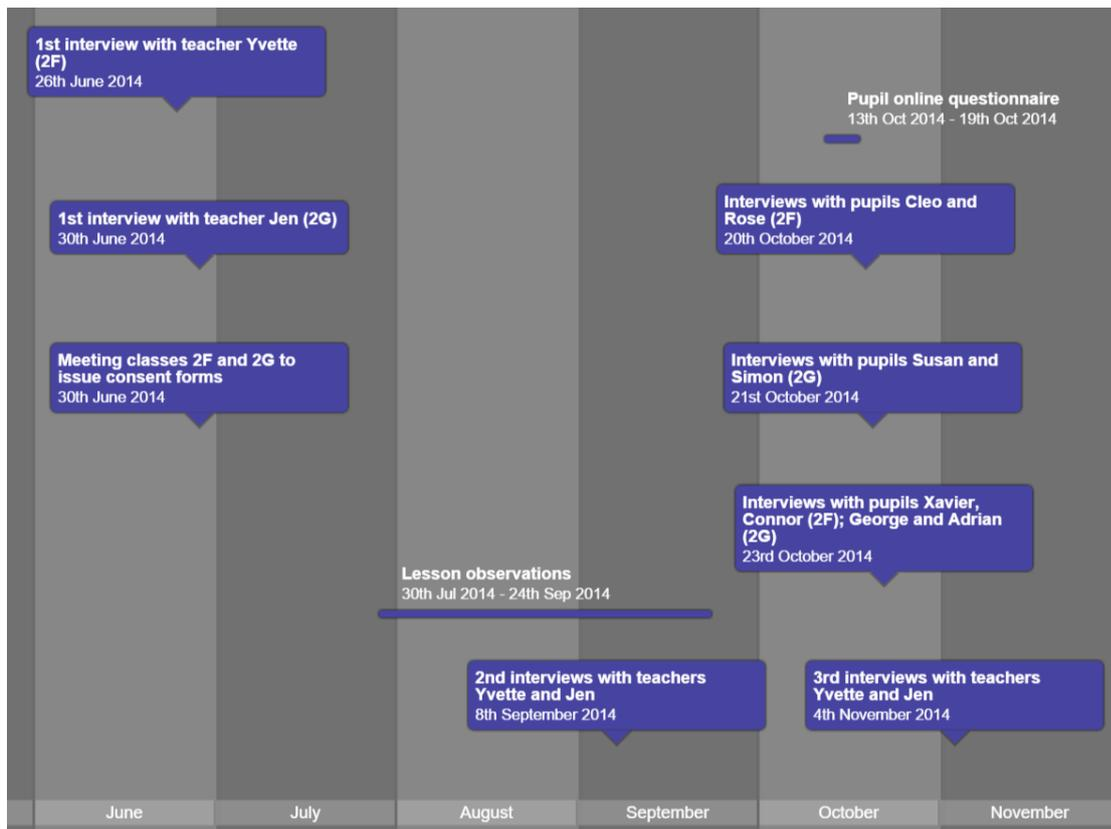 1st interview with teacher Yvette
(2F)
26th June 2014
Pupil online questionnaire
13th Oct 2014 - 19th Oct 2014
1st interview with teacher Jen (2G)
30th June 2014
Interviews with pupils Cleo and
Rose (2F)
20th October 2014
Meeting classes 2F and 2G to
issue consent forms
30th June 2014
Interviews with pupils Susan and
Simon (2G)
21st October 2014
Interviews with pupils Xavier,
Connor (2F); George and Adrian
(2G)
23rd October 2014
Lesson observations
30th Jul 2014 - 24th Sep 2014
2nd interviews with teachers
Yvette and Jen
8th September 2014
3rd interviews with teachers
Yvette and Jen
4th November 2014
June July August September October November